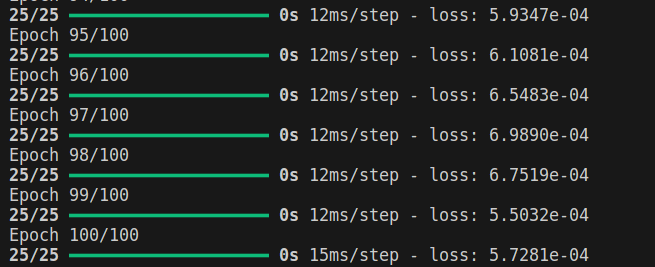 25/25 0s 12ms/step - loss: 5.9347e-04
Epoch 95/100
25/25 0s 12ms/step - loss: 6.1081e-04
Epoch 96/100
25/25 0s 12ms/step - loss: 6.5483e-04
Epoch 97/100
25/25 0s 12ms/step - loss: 6.9890e-04
Epoch 98/100
25/25 0s 12ms/step - loss: 6.7519e-04
Epoch 99/100
25/25 0s 12ms/step - loss: 5.5032e-04
Epoch 100/100
25/25 0s 15ms/step - loss: 5.7281e-04